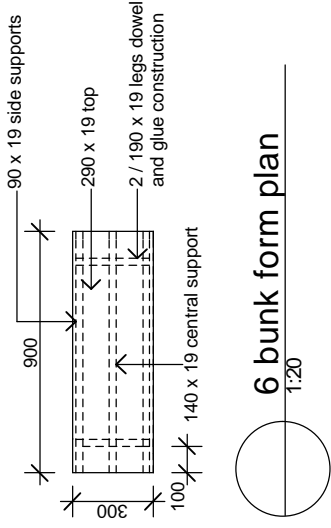 90 x 19 side supports
290 x 19 top
2 / 190 x 19 legs dowel
and glue construction
900
300
100
140 x 19 central support
6 bunk form plan
1:20